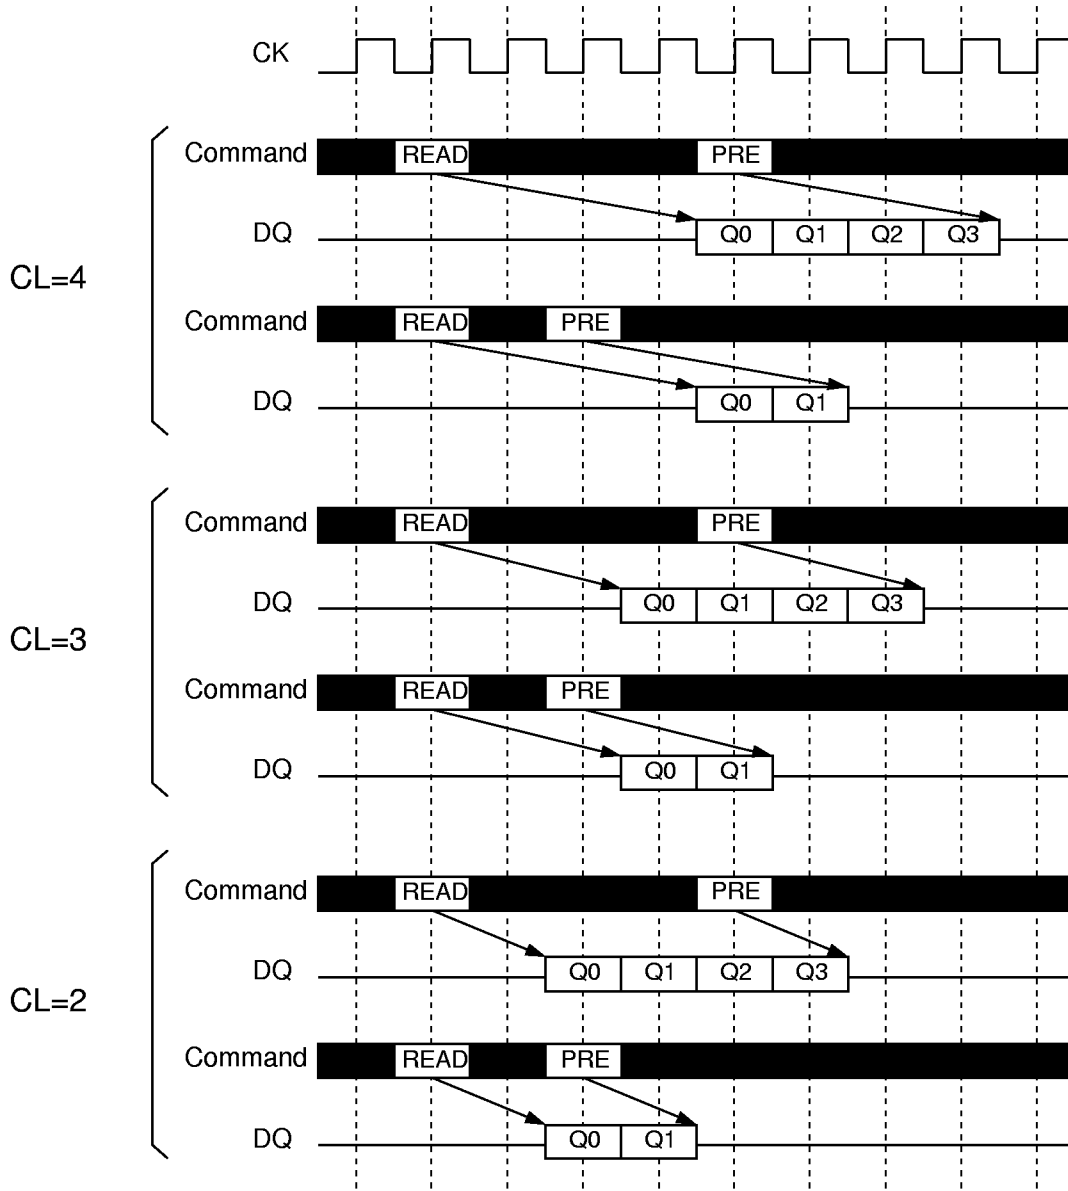 CK
Command READ PRE
DQ Q0 Q1 Q2 Q3
CL=4
Command READ PRE
DQ Q0 Q1
Command READ PRE
DQ Q0 Q1 Q2 Q3
CL=3
Command READ PRE
DQ Q0 Q1
Command READ PRE
DQ Q0 Q1 Q2 Q3
CL=2
Command READ PRE
DQ Q0 Q1